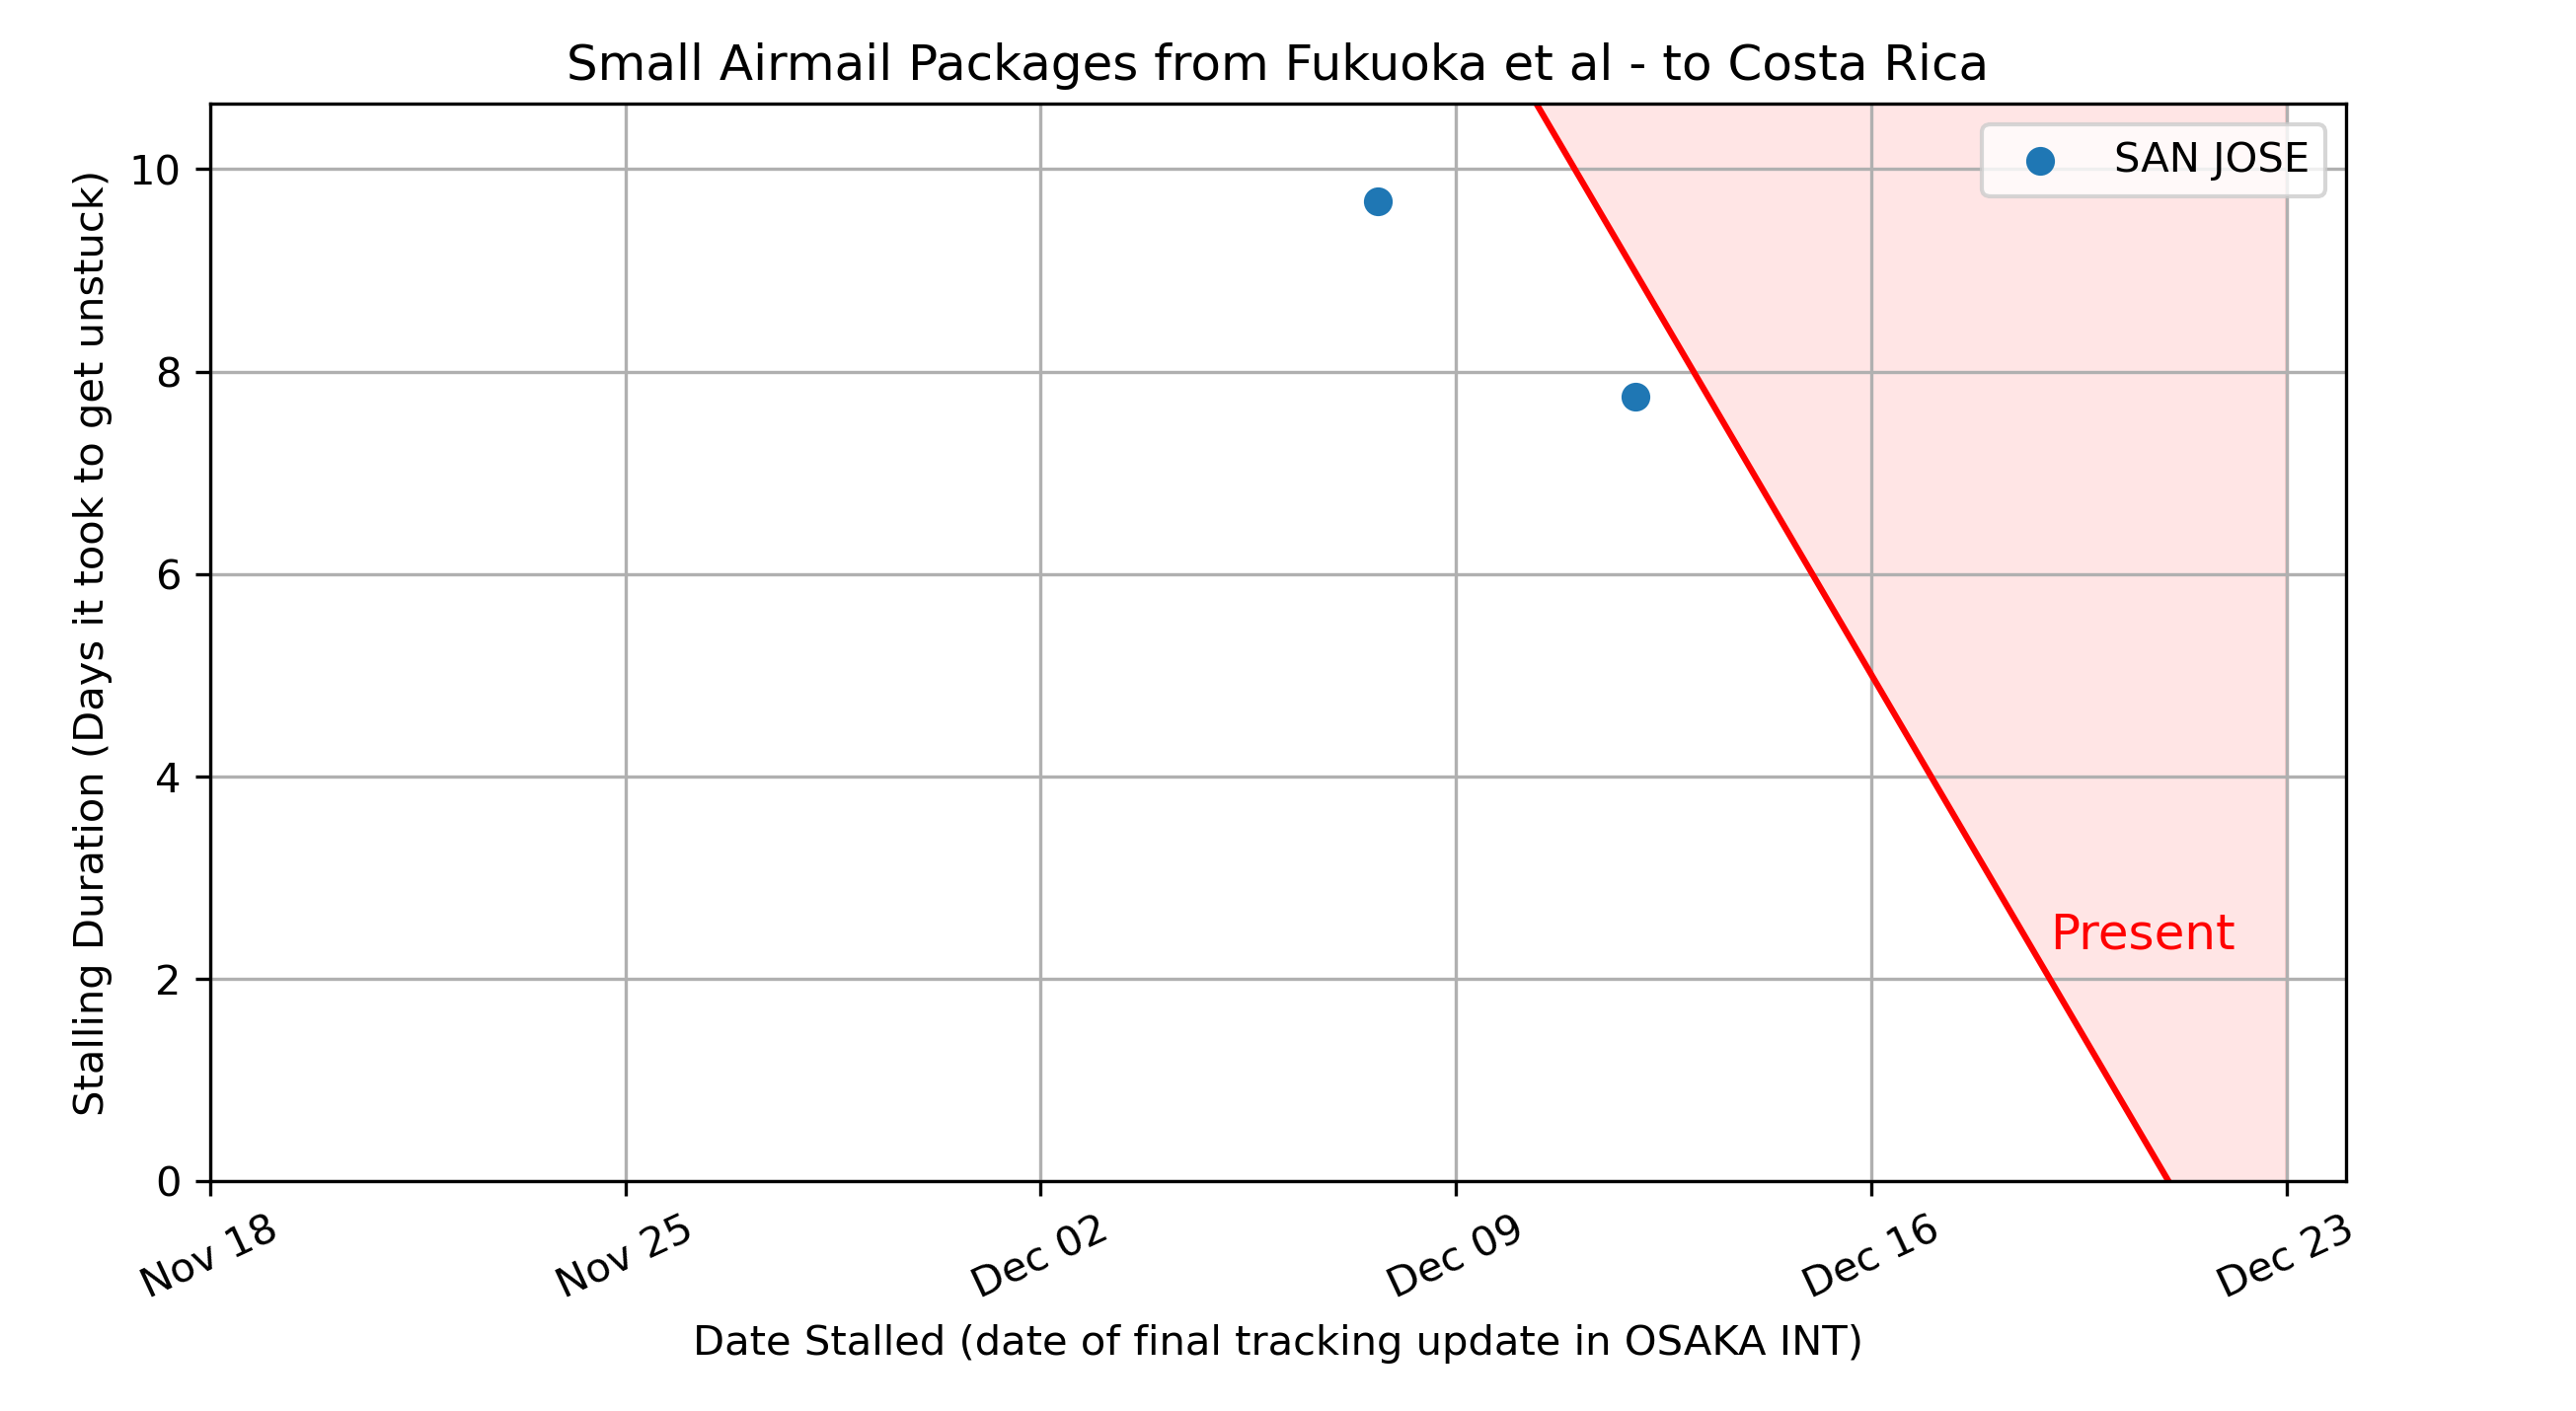 Small Airmail Packages from Fukuoka et al - to Costa Rica
SAN JOSE
Present
Stalling Duration (Days it took to get unstuck)
10
8
6
4
2
0
Nov 18
Nov 25
Dec 02
Dec 09
Dec 16
Dec 23
Date Stalled (date of final tracking update in OSAKA INT)